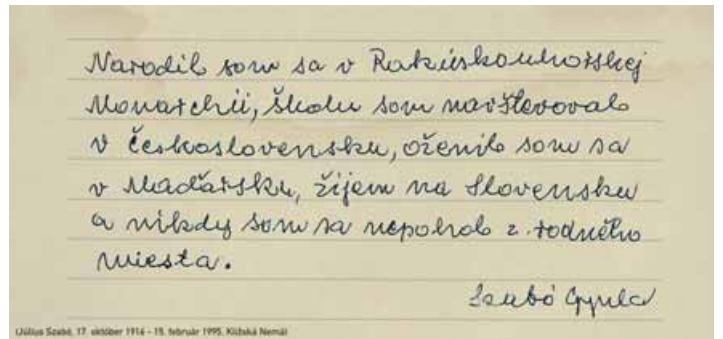 Narodil som sa v Rakúskouhorskej
Monarchii, školu som navštevoval
v Československu, oženil som sa
v Maďarsku, žijem na Slovensku
a nikdy som sa nepohol z rodného
miesta.
Szabó Gyula
(Július Szabó, 17. október 1916 – 15. február 1995, Kližská Nemá)